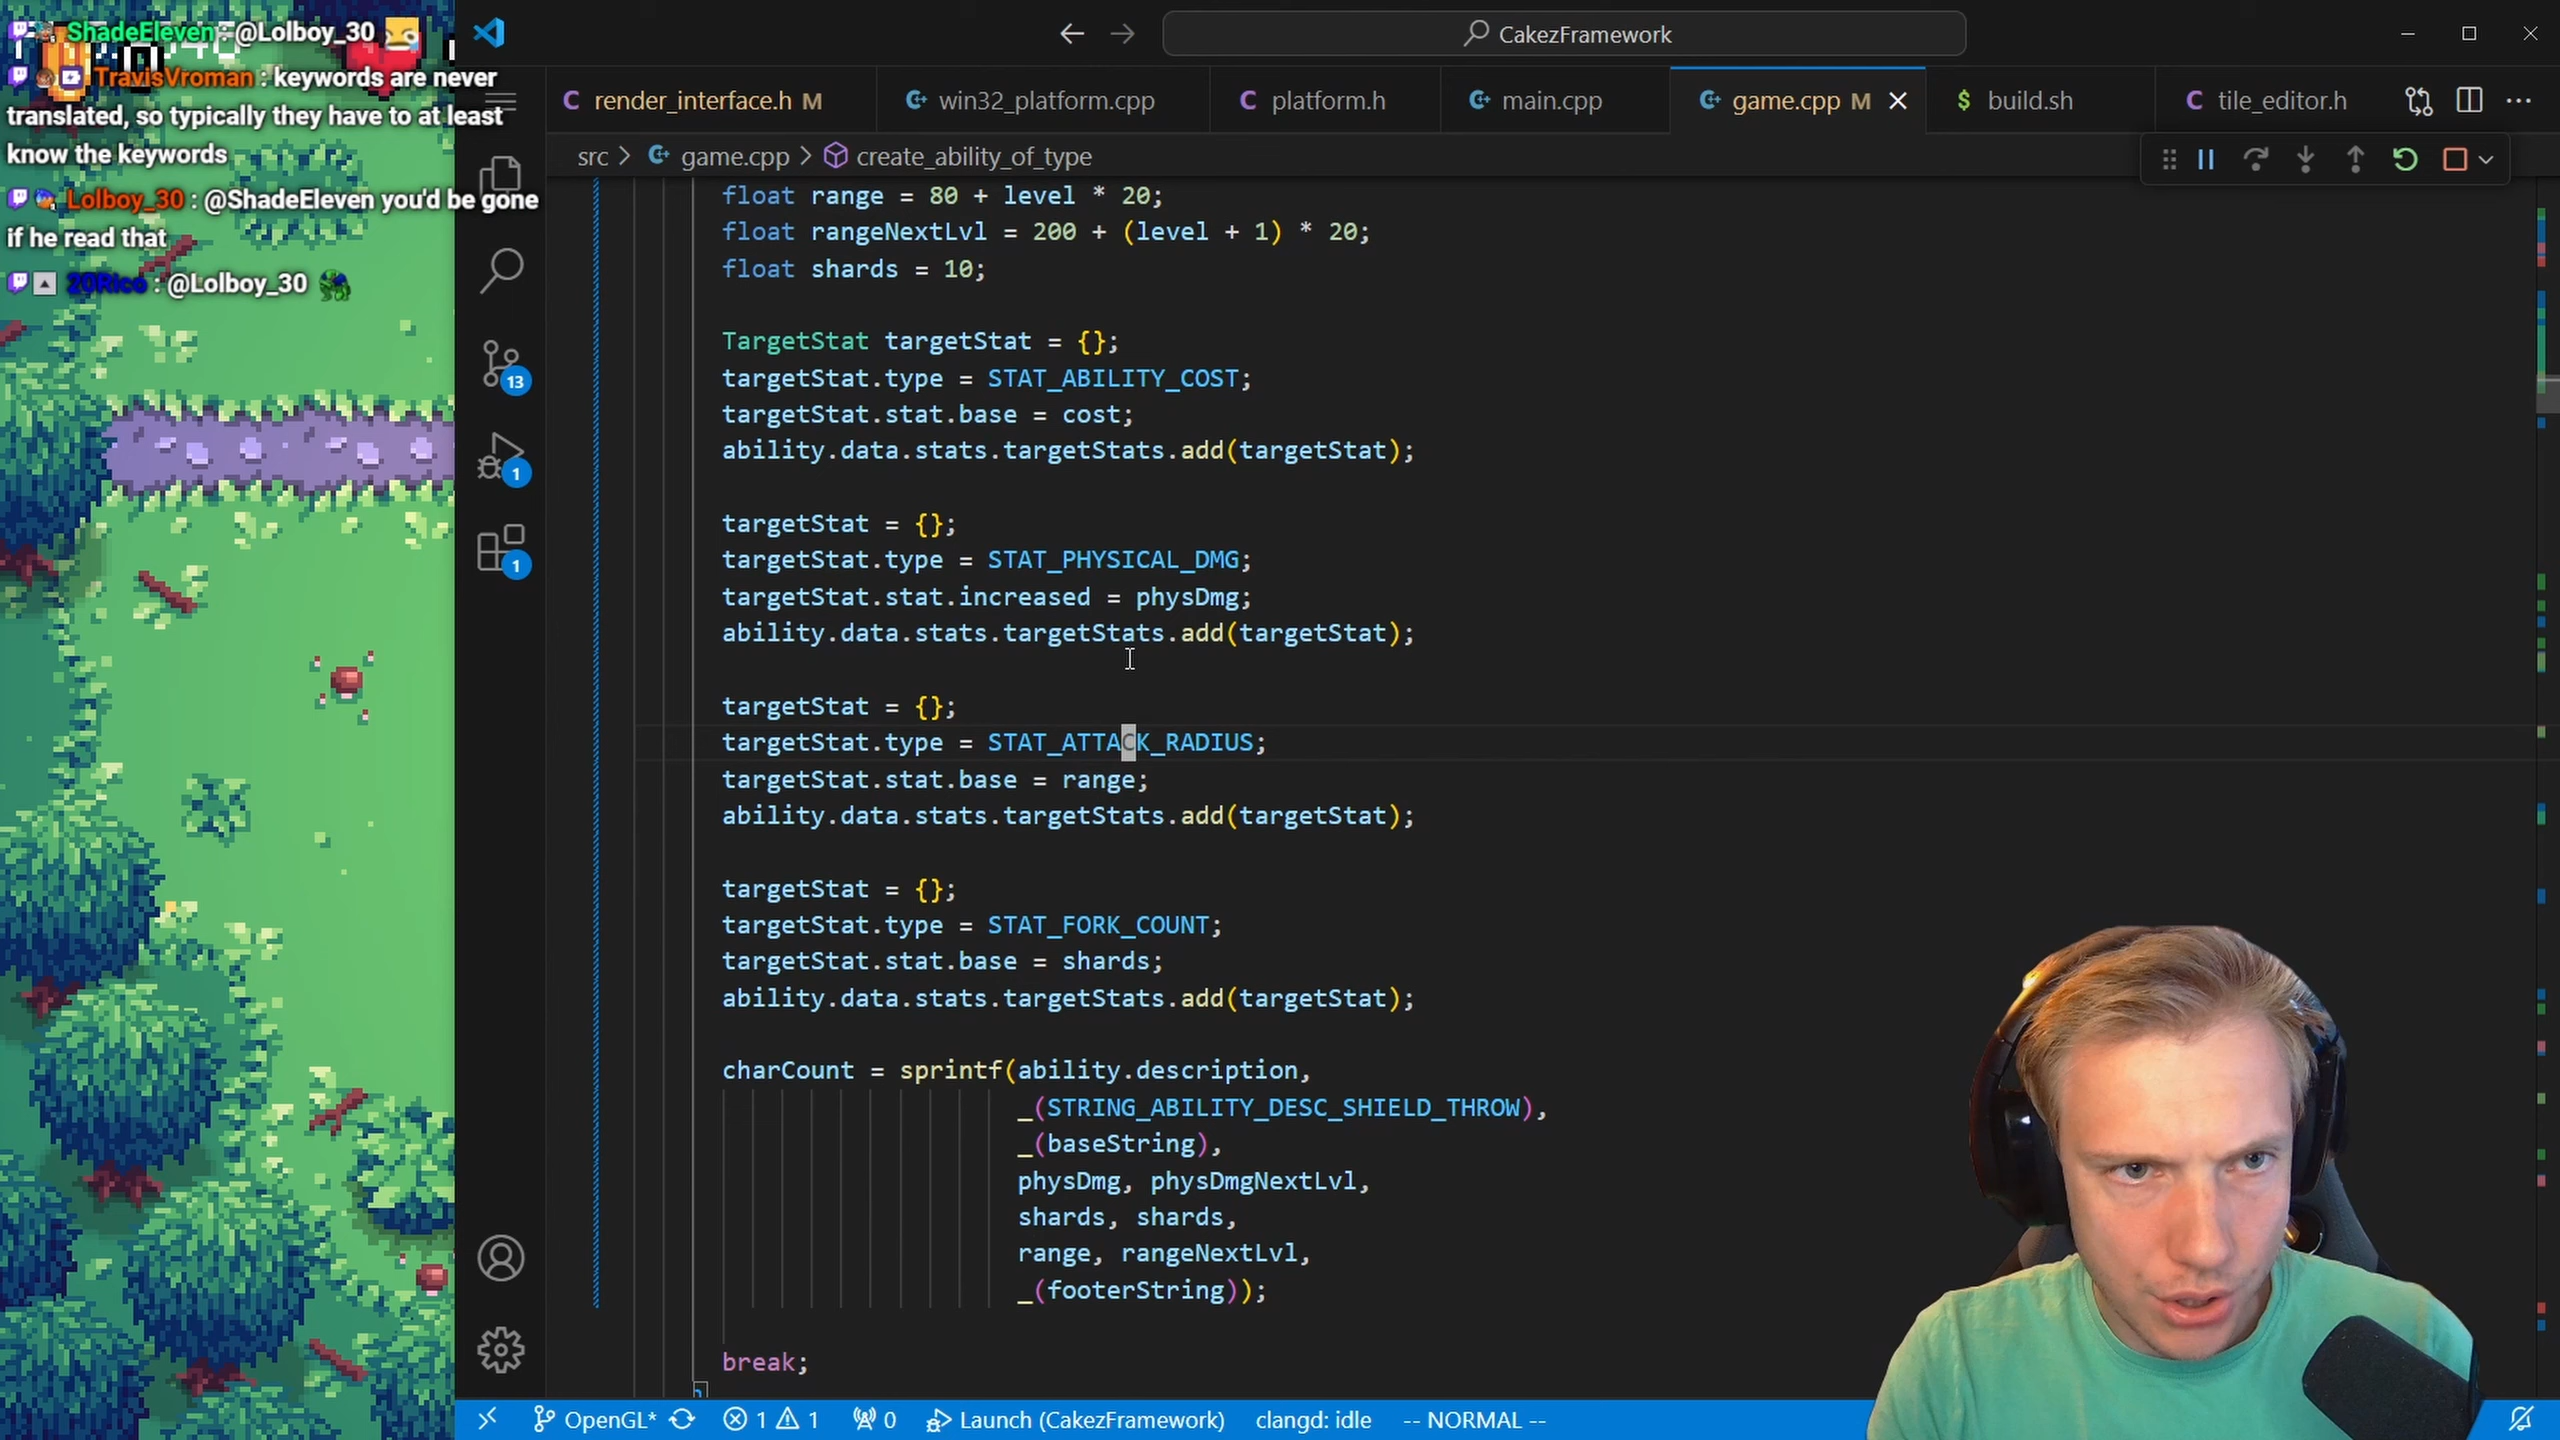 ShadeEleven: @Lolboy_30
TravisVroman: keywords are never
translated, so typically they have to at least
know the keywords
Lolboy_30: @ShadeEleven you'd be gone
if he read that
20Rico: @Lolboy_30
CakezFramework
render_interface.h M
win32_platform.cpp
platform.h
main.cpp
game.cpp M
$ build.sh
tile_editor.h
src > game.cpp > create_ability_of_type
float range = 80 + level * 20;
float rangeNextLvl = 200 + (level + 1) * 20;
float shards = 10;
TargetStat targetStat = {};
targetStat.type = STAT_ABILITY_COST;
targetStat.stat.base = cost;
ability.data.stats.targetStats.add(targetStat);
targetStat = {};
targetStat.type = STAT_PHYSICAL_DMG;
targetStat.stat.increased = physDmg;
ability.data.stats.targetStats.add(targetStat);
targetStat = {};
targetStat.type = STAT_ATTACK_RADIUS;
targetStat.stat.base = range;
ability.data.stats.targetStats.add(targetStat);
targetStat = {};
targetStat.type = STAT_FORK_COUNT;
targetStat.stat.base = shards;
ability.data.stats.targetStats.add(targetStat);
charCount = sprintf(ability.description,
_(STRING_ABILITY_DESC_SHIELD_THROW),
_(baseString),
physDmg, physDmgNextLvl,
shards, shards,
range, rangeNextLvl,
_(footerString));
break;
}
13
1
1
OpenGL* 1 1 0 Launch (CakezFramework) clangd: idle -- NORMAL --